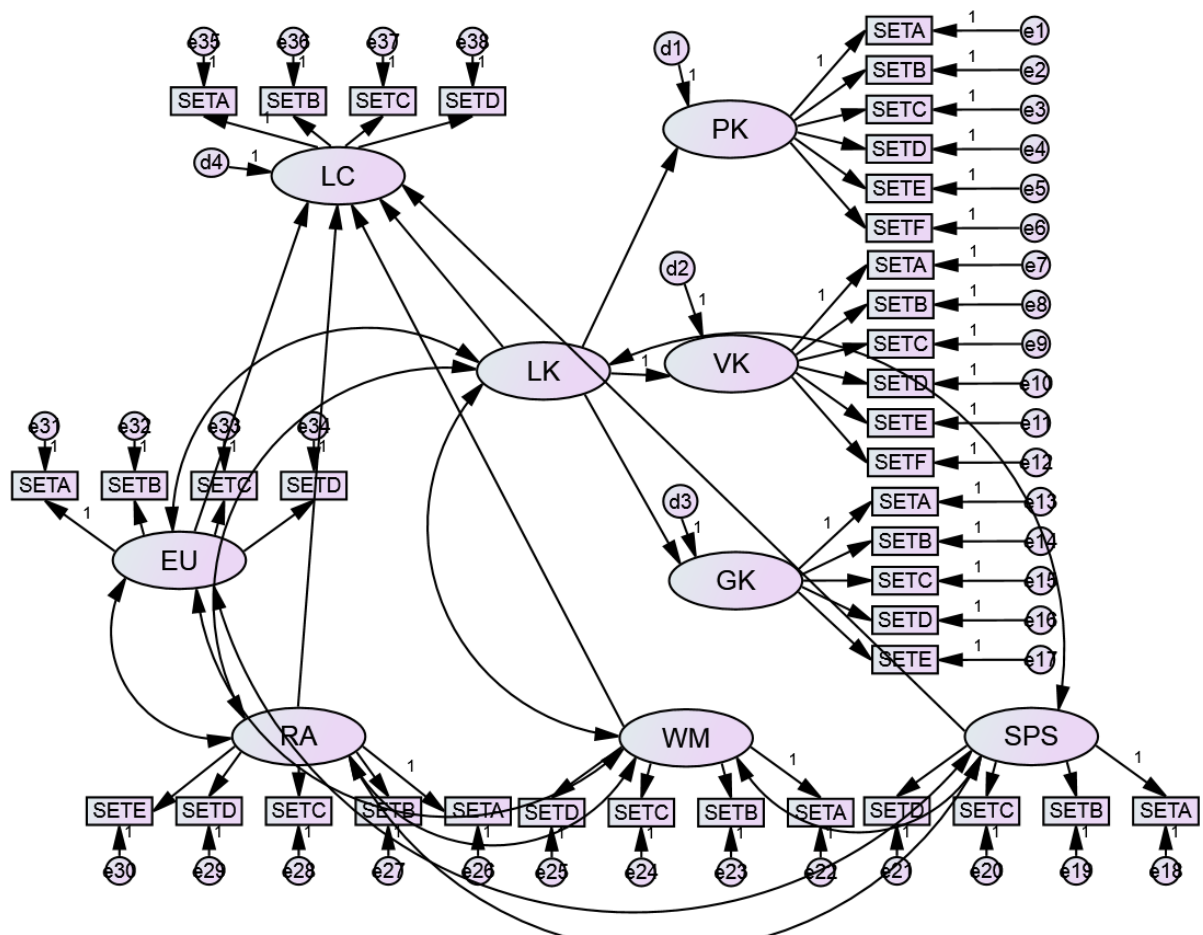 e35 e36 e37 e38
1 1 1 1
SETA SETB SETC SETD
1
d4 1 LC
d1 1
PK
1
SETA 1 e1
SETB 1 e2
SETC 1 e3
SETD 1 e4
SETE 1 e5
SETF 1 e6
d2 1
LK 1 VK
1
SETA 1 e7
SETB 1 e8
SETC 1 e9
SETD 1 e10
SETE 1 e11
SETF 1 e12
d3 1
GK
1
SETA 1 e13
SETB 1 e14
SETC 1 e15
SETD 1 e16
SETE 1 e17
e31 e32 e33 e34
1 1 1 1
SETA SETB SETC SETD
1
EU
RA WM SPS
1 1 1
SETE SETD SETC SETB SETA SETD SETC SETB SETA SETD SETC SETB SETA
1 1 1 1 1 1 1 1 1 1 1 1 1
e30 e29 e28 e27 e26 e25 e24 e23 e22 e21 e20 e19 e18